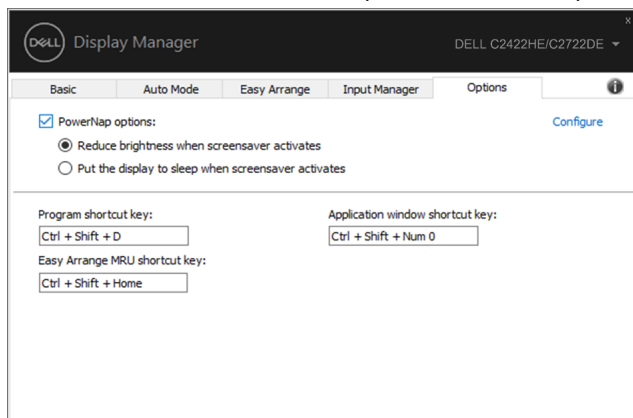 DELL Display Manager
DELL C2422HE/C2722DE
x
Basic Auto Mode Easy Arrange Input Manager Options
PowerNap options:
Configure
Reduce brightness when screensaver activates
Put the display to sleep when screensaver activates
Program shortcut key:
Application window shortcut key:
Ctrl + Shift + D
Ctrl + Shift + Num 0
Easy Arrange MRU shortcut key:
Ctrl + Shift + Home